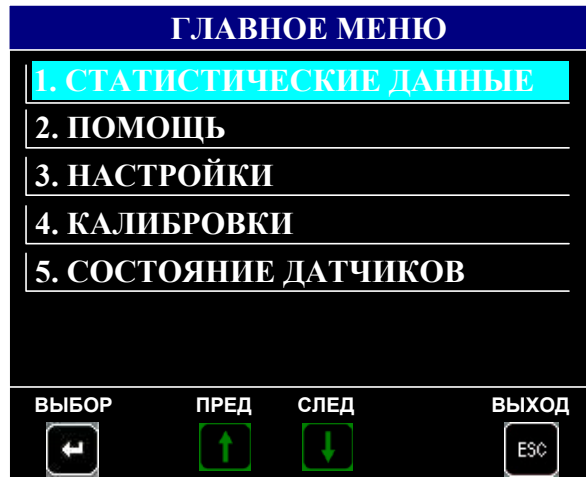 ГЛАВНОЕ МЕНЮ
1. СТАТИСТИЧЕСКИЕ ДАННЫЕ
2. ПОМОЩЬ
3. НАСТРОЙКИ
4. КАЛИБРОВКИ
5. СОСТОЯНИЕ ДАТЧИКОВ
ВЫБОР ПРЕД СЛЕД ВЫХОД
ESC